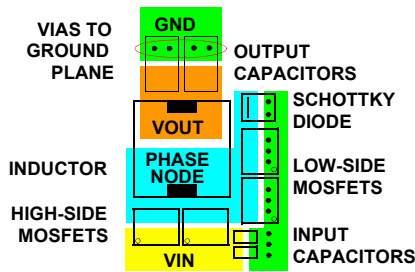 GND
VIAS TO
GROUND
PLANE
OUTPUT
CAPACITORS
SCHOTTKY
DIODE
VOUT
INDUCTOR
PHASE
NODE
LOW-SIDE
MOSFETS
HIGH-SIDE
MOSFETS
VIN
INPUT
CAPACITORS